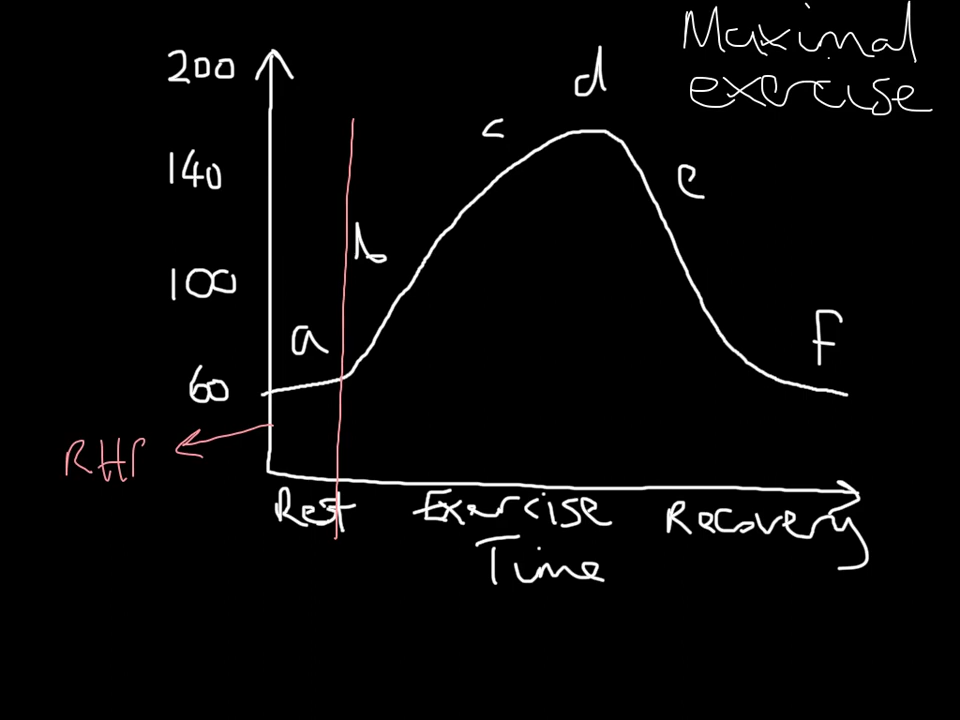 Maximal
exercise
200
140
100
60
a
b
c
d
e
f
RHR
Rest Exercise Recovery
Time